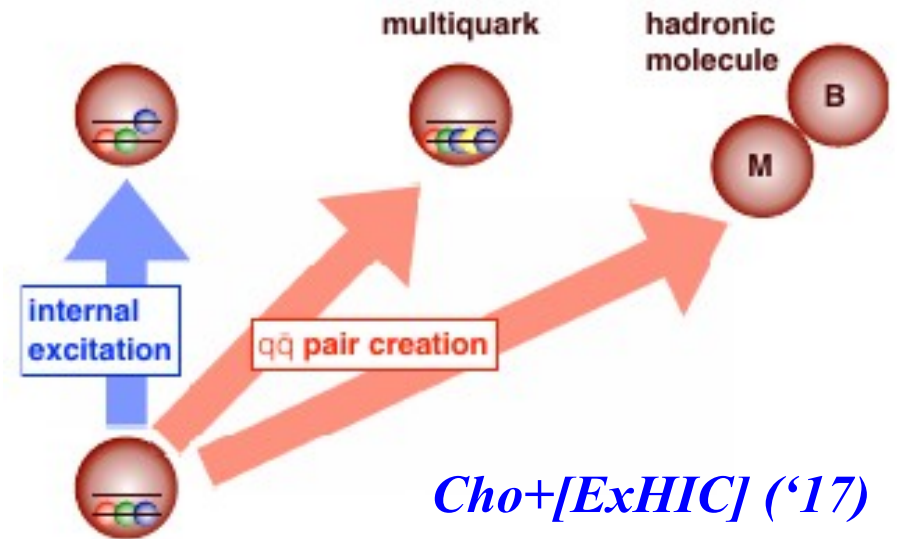 multiquark
hadronic
molecule
B
M
internal
excitation
qq̄ pair creation
Cho+[ExHIC] (‘17)